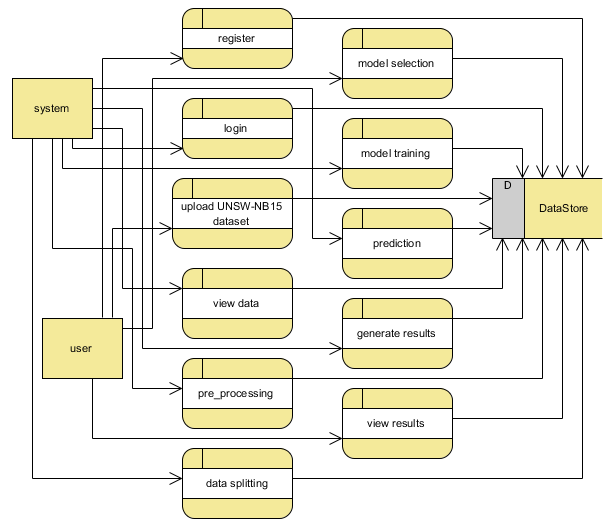 register
model selection
system
login
model training
D
upload UNSW-NB15
dataset
DataStore
prediction
view data
generate results
user
pre_processing
view results
data splitting